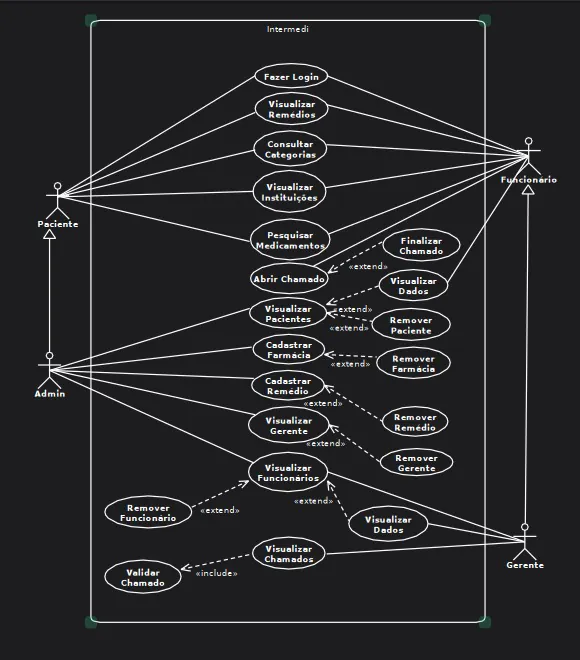 Intermedi
Fazer Login
Visualizar
Remédios
Consultar
Categorias
Funcionário
Visualizar
Instituições
Paciente
Pesquisar
Medicamentos
Finalizar
Chamado
«extend»
Abrir Chamado
Visualizar
Dados
«extend»
Visualizar
Pacientes
Remover
Paciente
«extend»
Cadastrar
Farmácia
Remover
Farmácia
«extend»
Admin
Cadastrar
Remédio
«extend»
Visualizar
Gerente
Remover
Remédio
«extend»
Remover
Gerente
Visualizar
Funcionários
«extend»
Remover
Funcionário
«extend»
Visualizar
Dados
Visualizar
Chamados
Gerente
Validar
Chamado
«include»